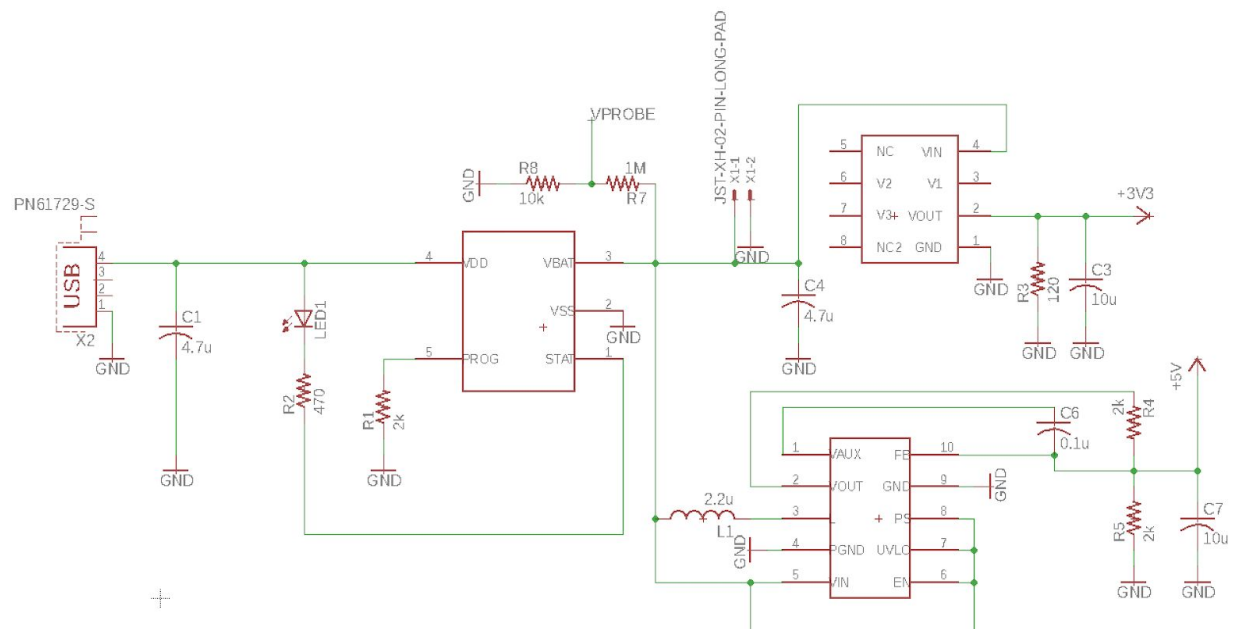 PN61729-S
USB
4
3
2
1
X2
GND
C1
4.7u
GND
LED1
R2
470
R1
2k
GND
GND
R8
10k
VPROBE
1M
R7
4
VDD
VBAT
3
VSS
2
GND
5
PROG
STAT
1
JST-XH-02-PIN-LONG-PAD
X1-1
X1-2
GND
C4
4.7u
GND
5
NC
VIN
4
6
V2
V1
3
7
V3
VOUT
2
8
NC2
GND
1
GND
+3V3
R3
120
GND
C3
10u
GND
+5V
2k
R4
C6
0.1u
1
VAUX
FB
10
2
VOUT
GND
9
GND
2.2u
L1
3
L
PS
8
GND
4
PGND
UVLO
7
5
VIN
EN
6
R5
2k
GND
C7
10u
GND